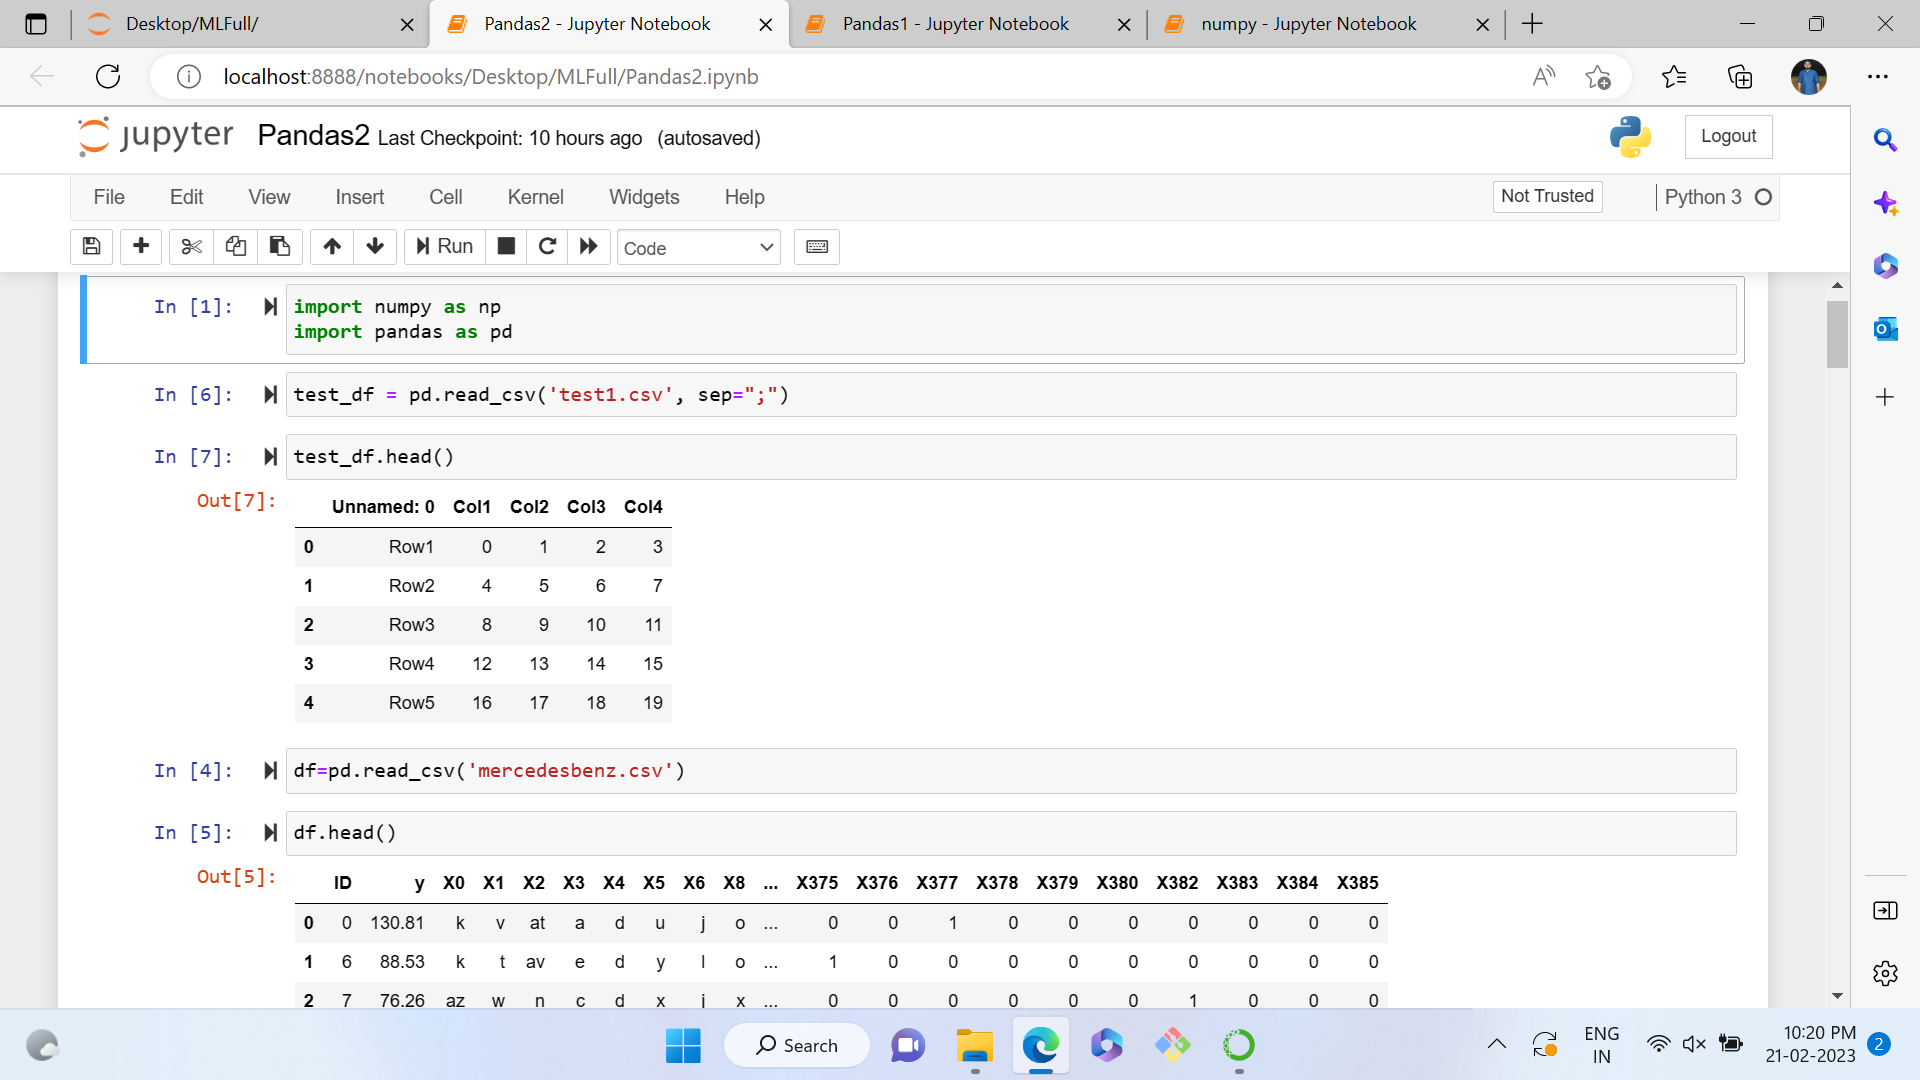 Desktop/MLFull/
Pandas2 - Jupyter Notebook
Pandas1 - Jupyter Notebook
numpy - Jupyter Notebook
localhost:8888/notebooks/Desktop/MLFull/Pandas2.ipynb
jupyter Pandas2 Last Checkpoint: 10 hours ago (autosaved)
Logout
File Edit View Insert Cell Kernel Widgets Help
Not Trusted
Python 3
Run
Code
In [1]: import numpy as np
import pandas as pd
In [6]: test_df = pd.read_csv('test1.csv', sep=";")
In [7]: test_df.head()
Out[7]:
Unnamed: 0 Col1 Col2 Col3 Col4
0 Row1 0 1 2 3
1 Row2 4 5 6 7
2 Row3 8 9 10 11
3 Row4 12 13 14 15
4 Row5 16 17 18 19
In [4]: df=pd.read_csv('mercedesbenz.csv')
In [5]: df.head()
Out[5]:
ID y X0 X1 X2 X3 X4 X5 X6 X8 ... X375 X376 X377 X378 X379 X380 X382 X383 X384 X385
0 0 130.81 k v at a d u j o ... 0 0 1 0 0 0 0 0 0 0
1 6 88.53 k t av e d y l o ... 1 0 0 0 0 0 0 0 0 0
2 7 76.26 az w n c d x j x ... 0 0 0 0 0 0 1 0 0 0
Search
ENG
IN
10:20 PM
21-02-2023
2